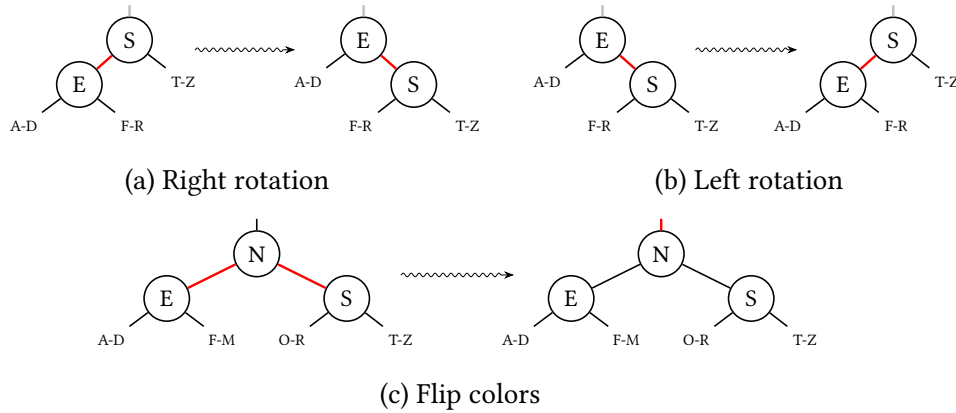 S E E S
E T-Z A-D S
A-D F-R F-R T-Z
(a) Right rotation
E S
A-D S E T-Z
F-R T-Z A-D F-R
(b) Left rotation
N N
E S E S
A-D F-M O-R T-Z A-D F-M O-R T-Z
(c) Flip colors